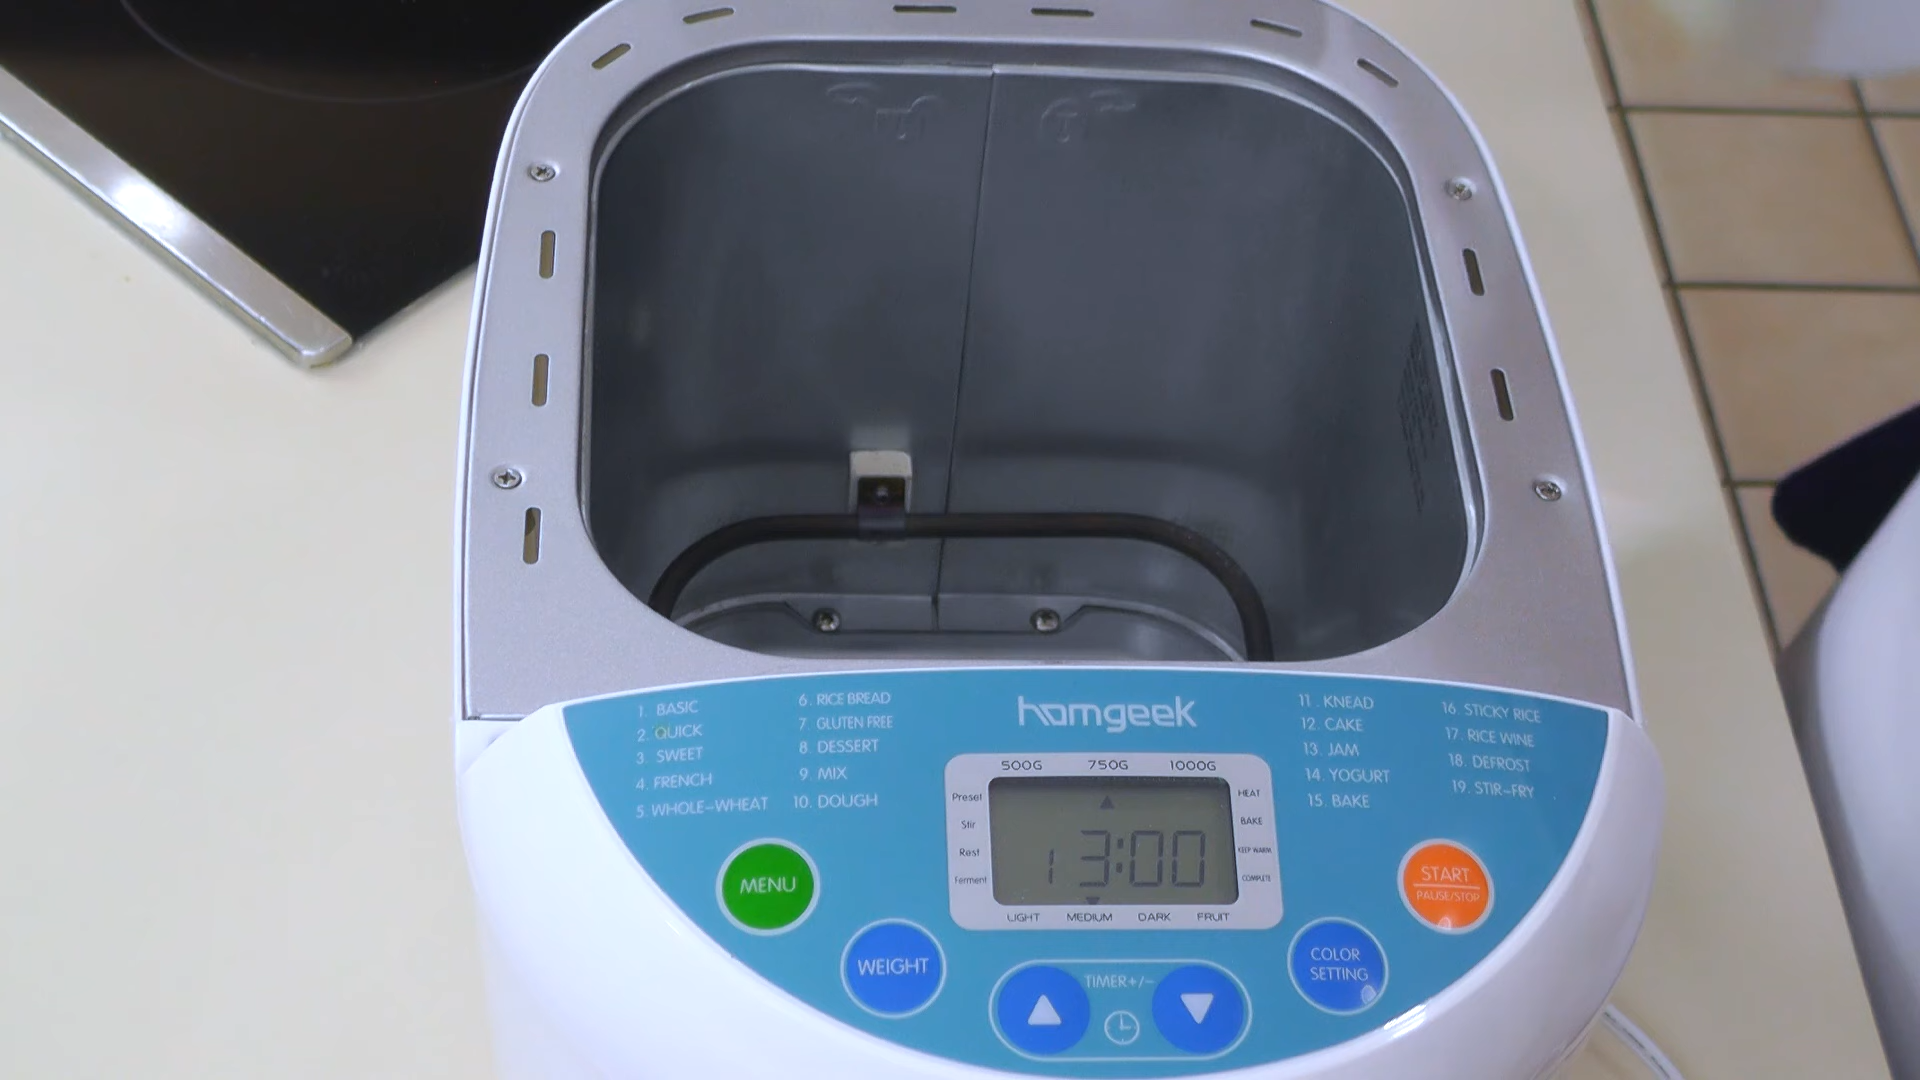 1. BASIC
2. QUICK
3. SWEET
4. FRENCH
5. WHOLE-WHEAT
6. RICE BREAD
7. GLUTEN FREE
8. DESSERT
9. MIX
10. DOUGH
homgeek
500G 750G 1000G
Preset
Stir
Rest
Ferment
1 3:00
HEAT
BAKE
KEEP WARM
COMPLETE
LIGHT MEDIUM DARK FRUIT
11. KNEAD
12. CAKE
13. JAM
14. YOGURT
15. BAKE
16. STICKY RICE
17. RICE WINE
18. DEFROST
19. STIR-FRY
MENU
WEIGHT
TIMER+/-
COLOR
SETTING
START
PAUSE/STOP